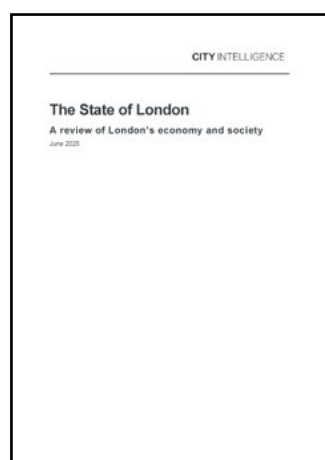 CITY INTELLIGENCE
The State of London
A review of London's economy and society
June 2025